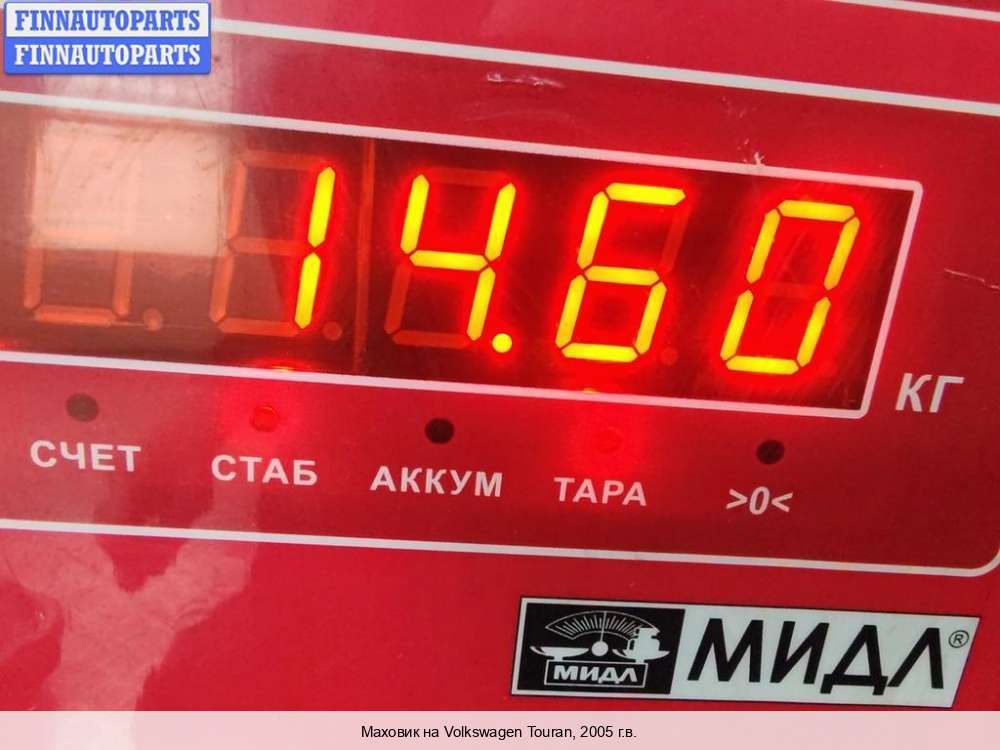 FINNAUTOPARTS
FINNAUTOPARTS
14.60
КГ
СЧЕТ СТАБ АККУМ ТАРА >0<
МИДЛ МИДЛ®
Маховик на Volkswagen Touran, 2005 г.в.